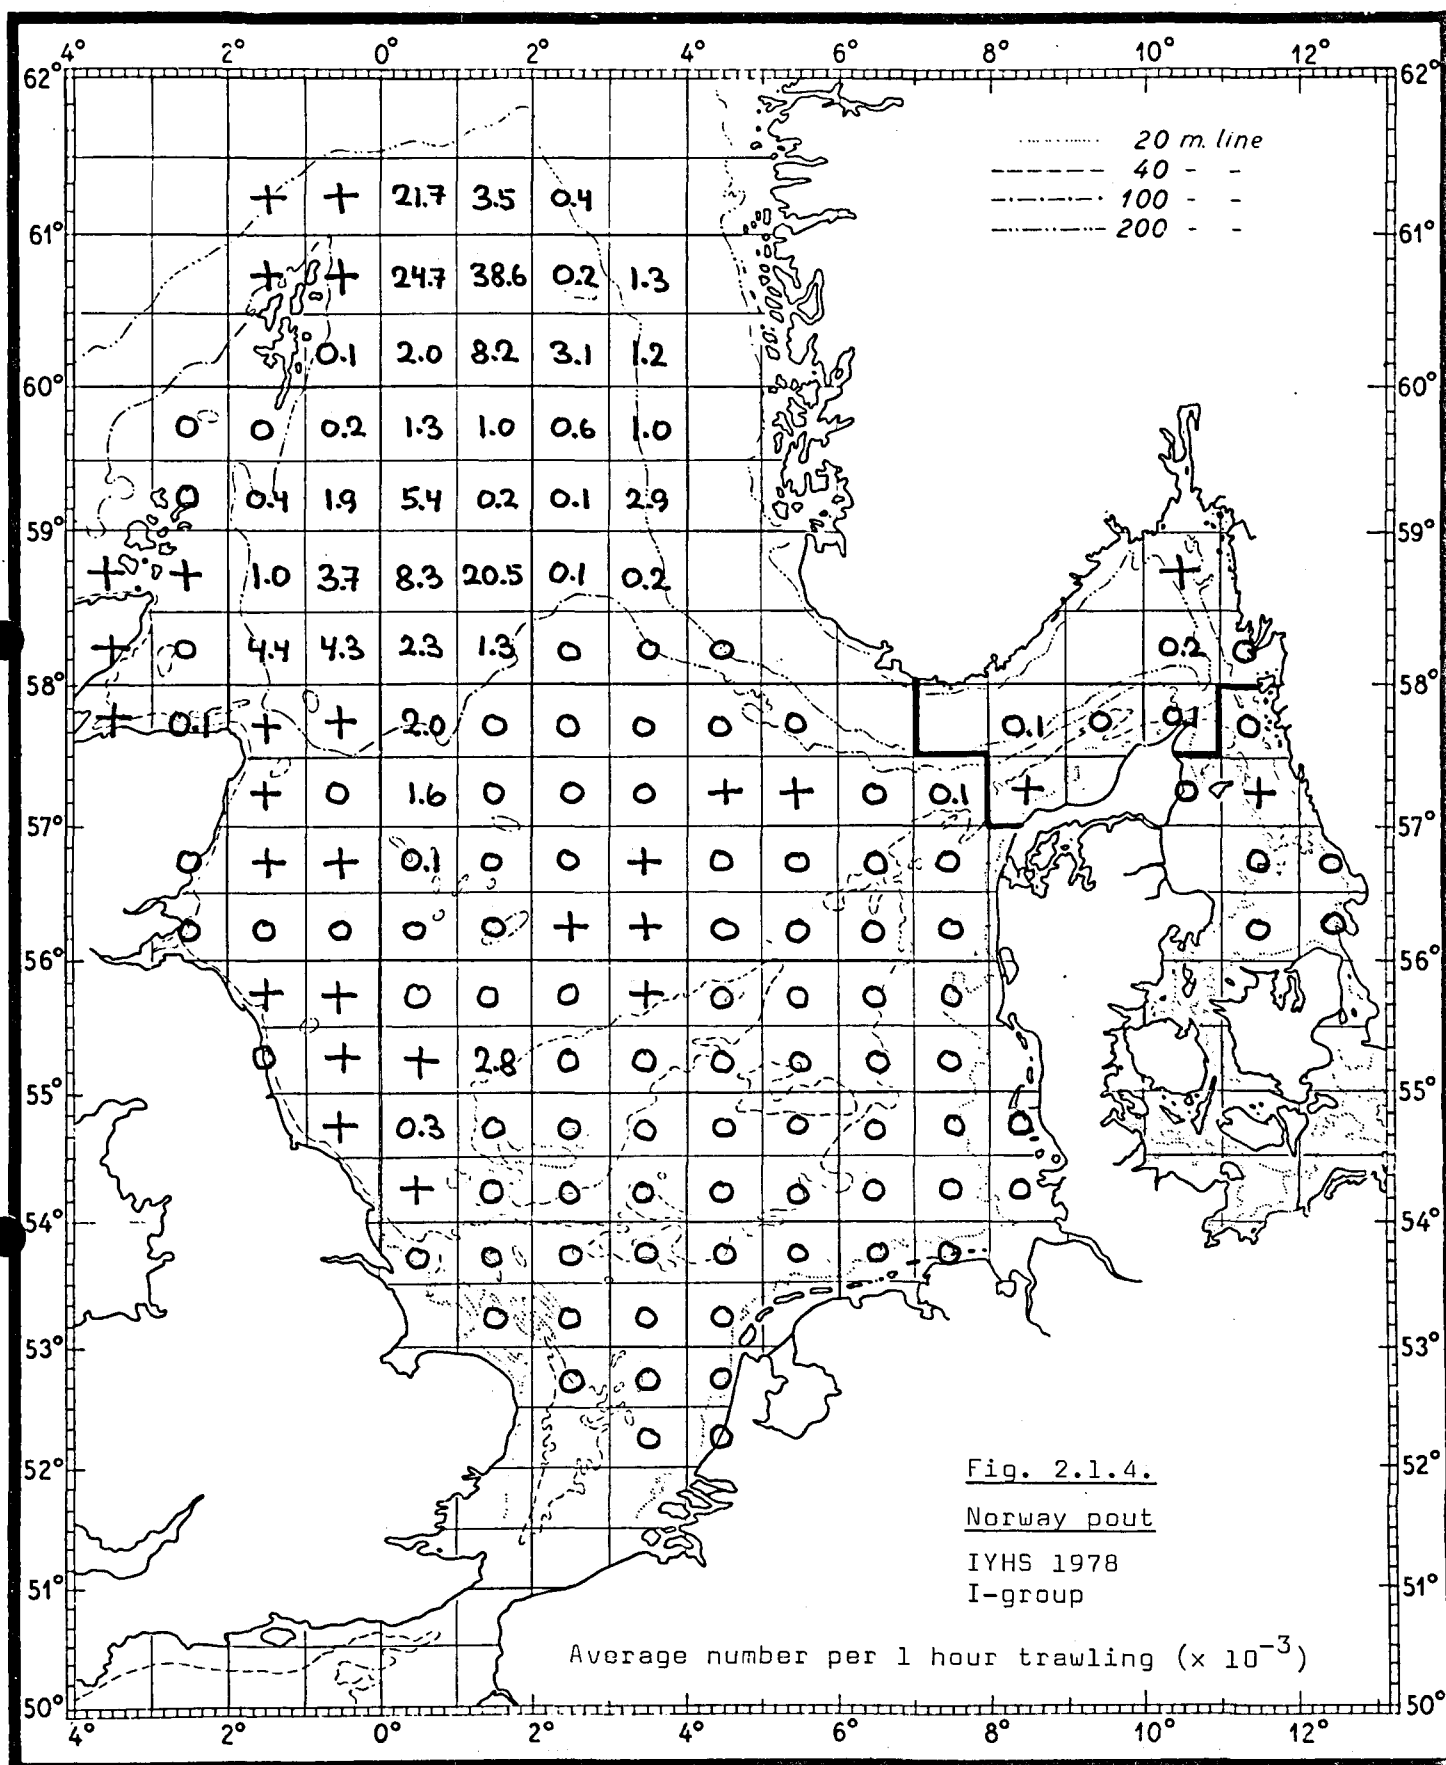 4° 2° 0° 2° 4° 6° 8° 10° 12°
62° 62°
20 m. line
40 - -
100 - -
200 - -
+ + 21.7 3.5 0.4
61° 61°
+ + 24.7 38.6 0.2 1.3
0.1 2.0 8.2 3.1 1.2
60° 60°
0 0 0.2 1.3 1.0 0.6 1.0
0 0.4 1.9 5.4 0.2 0.1 2.9
59° 59°
+ + 1.0 3.7 8.3 20.5 0.1 0.2 +
+ 0 4.4 4.3 2.3 1.3 0 0 0 0.2 0
58° 58°
+ 0.1 + + 2.0 0 0 0 0 0 0.1 0 0.1 0
+ 0 1.6 0 0 0 + + 0 0.1 + 0 +
57° 57°
0 + + 0.1 0 0 + 0 0 0 0 0 0
0 0 0 0 0 + + 0 0 0 0 0 0
56° 56°
+ + 0 0 0 + 0 0 0 0
0 + + 2.8 0 0 0 0 0 0
55° 55°
+ 0.3 0 0 0 0 0 0 0 0
+ 0 0 0 0 0 0 0 0
54° 54°
0 0 0 0 0 0 0 0
0 0 0 0
53° 53°
0 0 0
0 0
52° 52°
Fig. 2.1.4.
Norway pout
IYHS 1978
51° 51°
I-group
Average number per 1 hour trawling (x 10⁻³)
50° 50°
4° 2° 0° 2° 4° 6° 8° 10° 12°